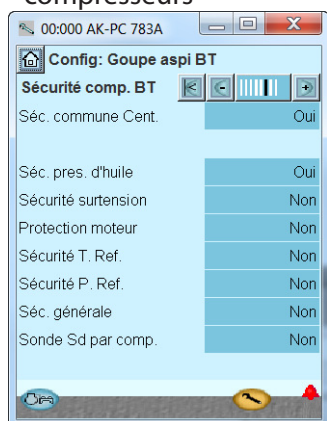 compresseurs
00:000 AK-PC 783A
Config: Goupe aspi BT
Sécurité comp. BT
Séc. commune Cent. Oui
Séc. pres. d'huile Oui
Sécurité surtension Non
Protection moteur Non
Sécurité T. Ref. Non
Sécurité P. Ref. Non
Séc. générale Non
Sonde Sd par comp. Non